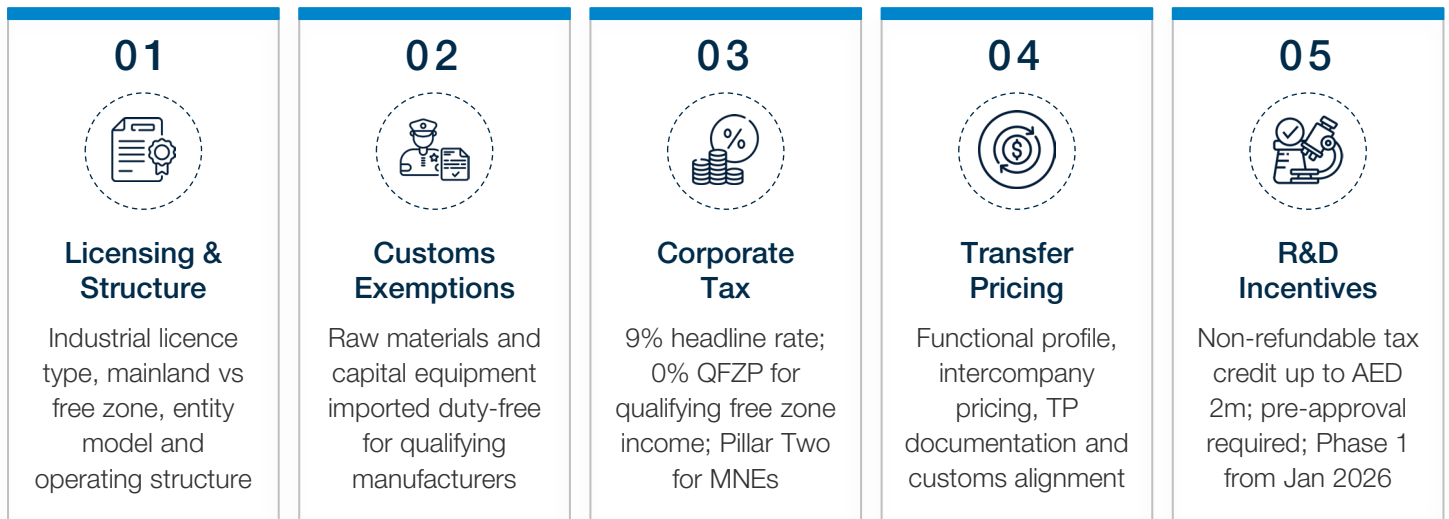 01
Licensing &
Structure
Industrial licence
type, mainland vs
free zone, entity
model and
operating structure
02
Customs
Exemptions
Raw materials and
capital equipment
imported duty-free
for qualifying
manufacturers
03
%
Corporate
Tax
9% headline rate;
0% QFZP for
qualifying free zone
income; Pillar Two
for MNEs
04
$
Transfer
Pricing
Functional profile,
intercompany
pricing, TP
documentation and
customs alignment
05
R&D
Incentives
Non-refundable tax
credit up to AED
2m; pre-approval
required; Phase 1
from Jan 2026